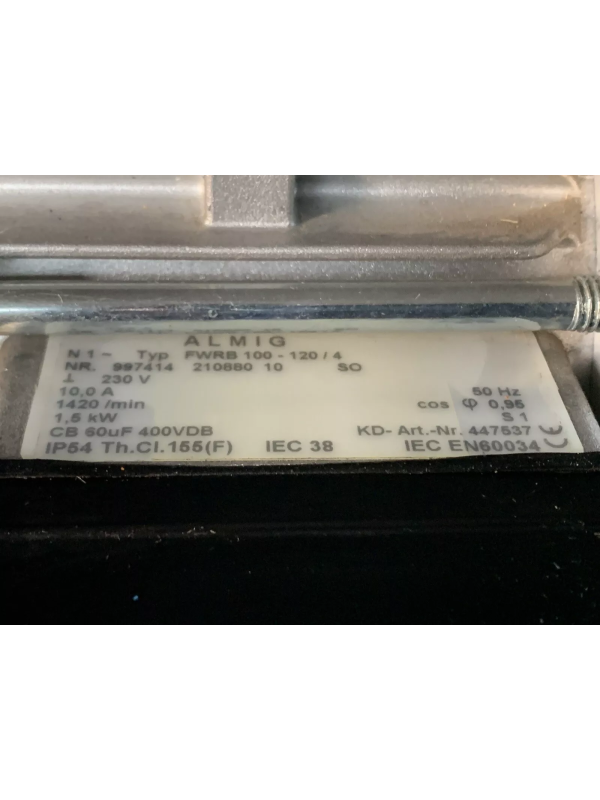 ALMIG
N 1 ~ Typ FWRB 100 - 120 / 4
NR. 997414 210880 10 SO
⊥ 230 V
10,0 A 50 Hz
1420 /min cos φ 0,95
1,5 kW S 1
CB 60uF 400VDB KD- Art.-Nr. 447537
IP54 Th.Cl.155(F) IEC 38 IEC EN60034 CE